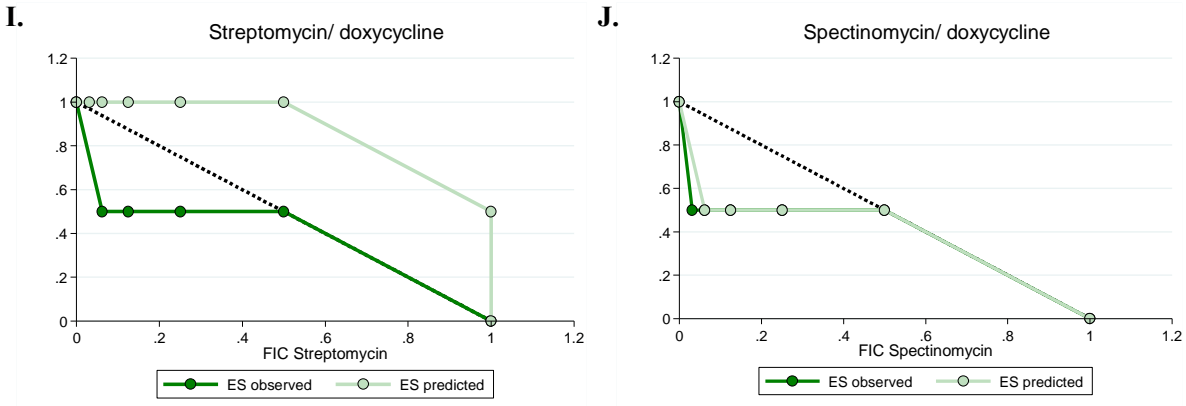 I.
Streptomycin/ doxycycline
1.2
1
.8
.6
.4
.2
0
0 .2 .4 .6 .8 1 1.2
FIC Streptomycin
ES observed ES predicted
J.
Spectinomycin/ doxycycline
1.2
1
.8
.6
.4
.2
0
0 .2 .4 .6 .8 1 1.2
FIC Spectinomycin
ES observed ES predicted